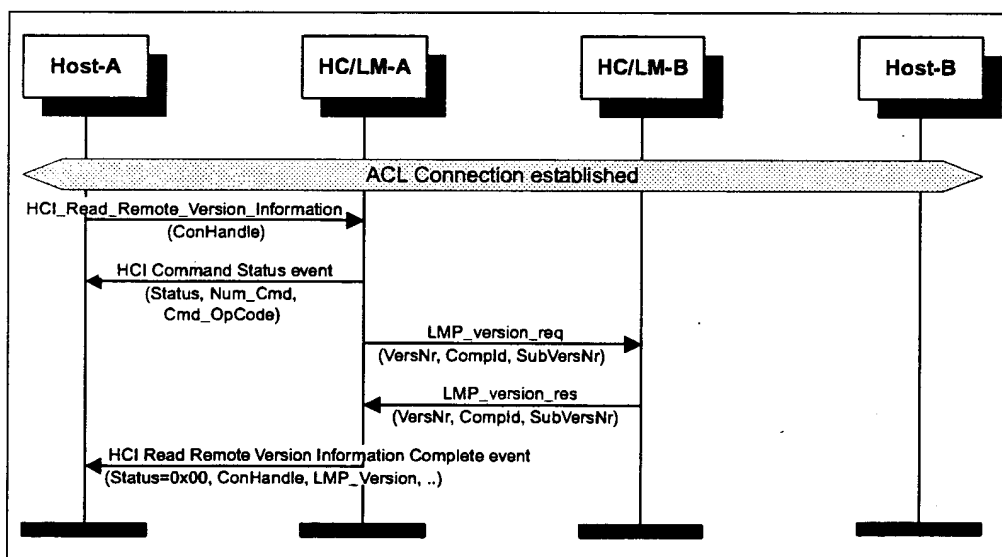 Host-A
HC/LM-A
HC/LM-B
Host-B
ACL Connection established
HCI_Read_Remote_Version_Information
(ConHandle)
HCI Command Status event
(Status, Num_Cmd,
Cmd_OpCode)
LMP_version_req
(VersNr, CompId, SubVersNr)
LMP_version_res
(VersNr, CompId, SubVersNr)
HCI Read Remote Version Information Complete event
(Status=0x00, ConHandle, LMP_Version, ..)